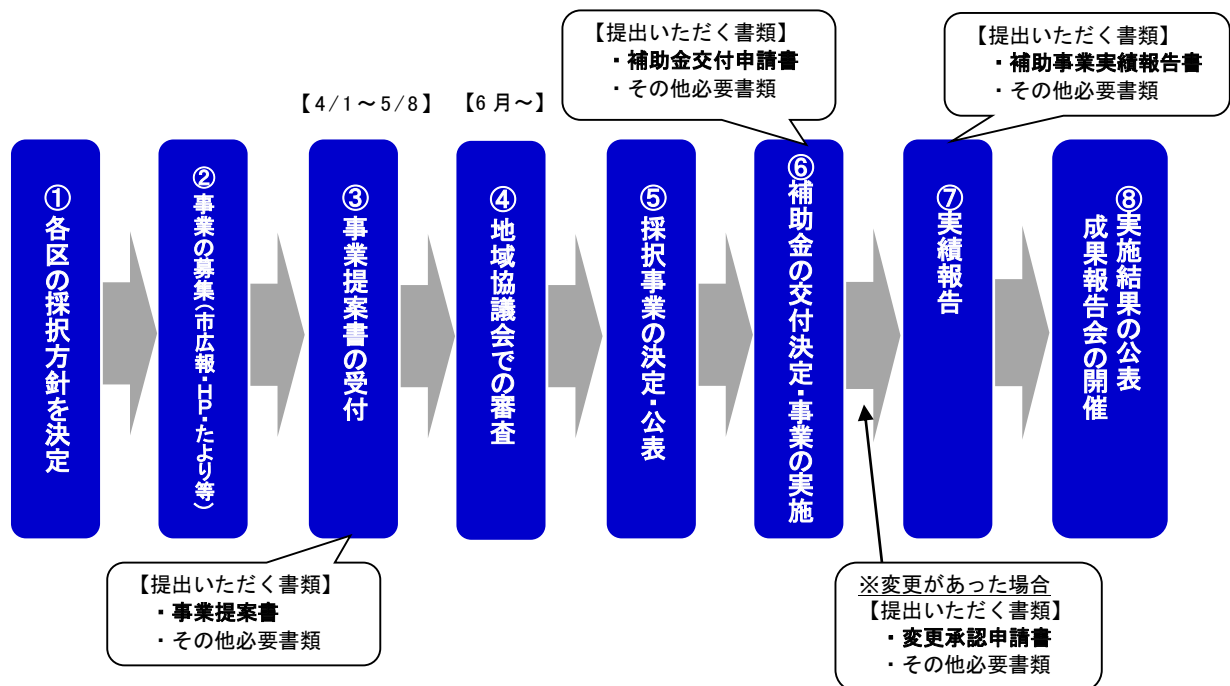 【提出いただく書類】
・補助金交付申請書
・その他必要書類
【提出いただく書類】
・補助事業実績報告書
・その他必要書類
【4/1～5/8】
【6月～】
①各区の採択方針を決定
②事業の募集（市広報・HP・たより等）
③事業提案書の受付
④地域協議会での審査
⑤採択事業の決定・公表
⑥補助金の交付決定・事業の実施
⑦実績報告
⑧実施結果の公表
成果報告会の開催
【提出いただく書類】
・事業提案書
・その他必要書類
※変更があった場合
【提出いただく書類】
・変更承認申請書
・その他必要書類